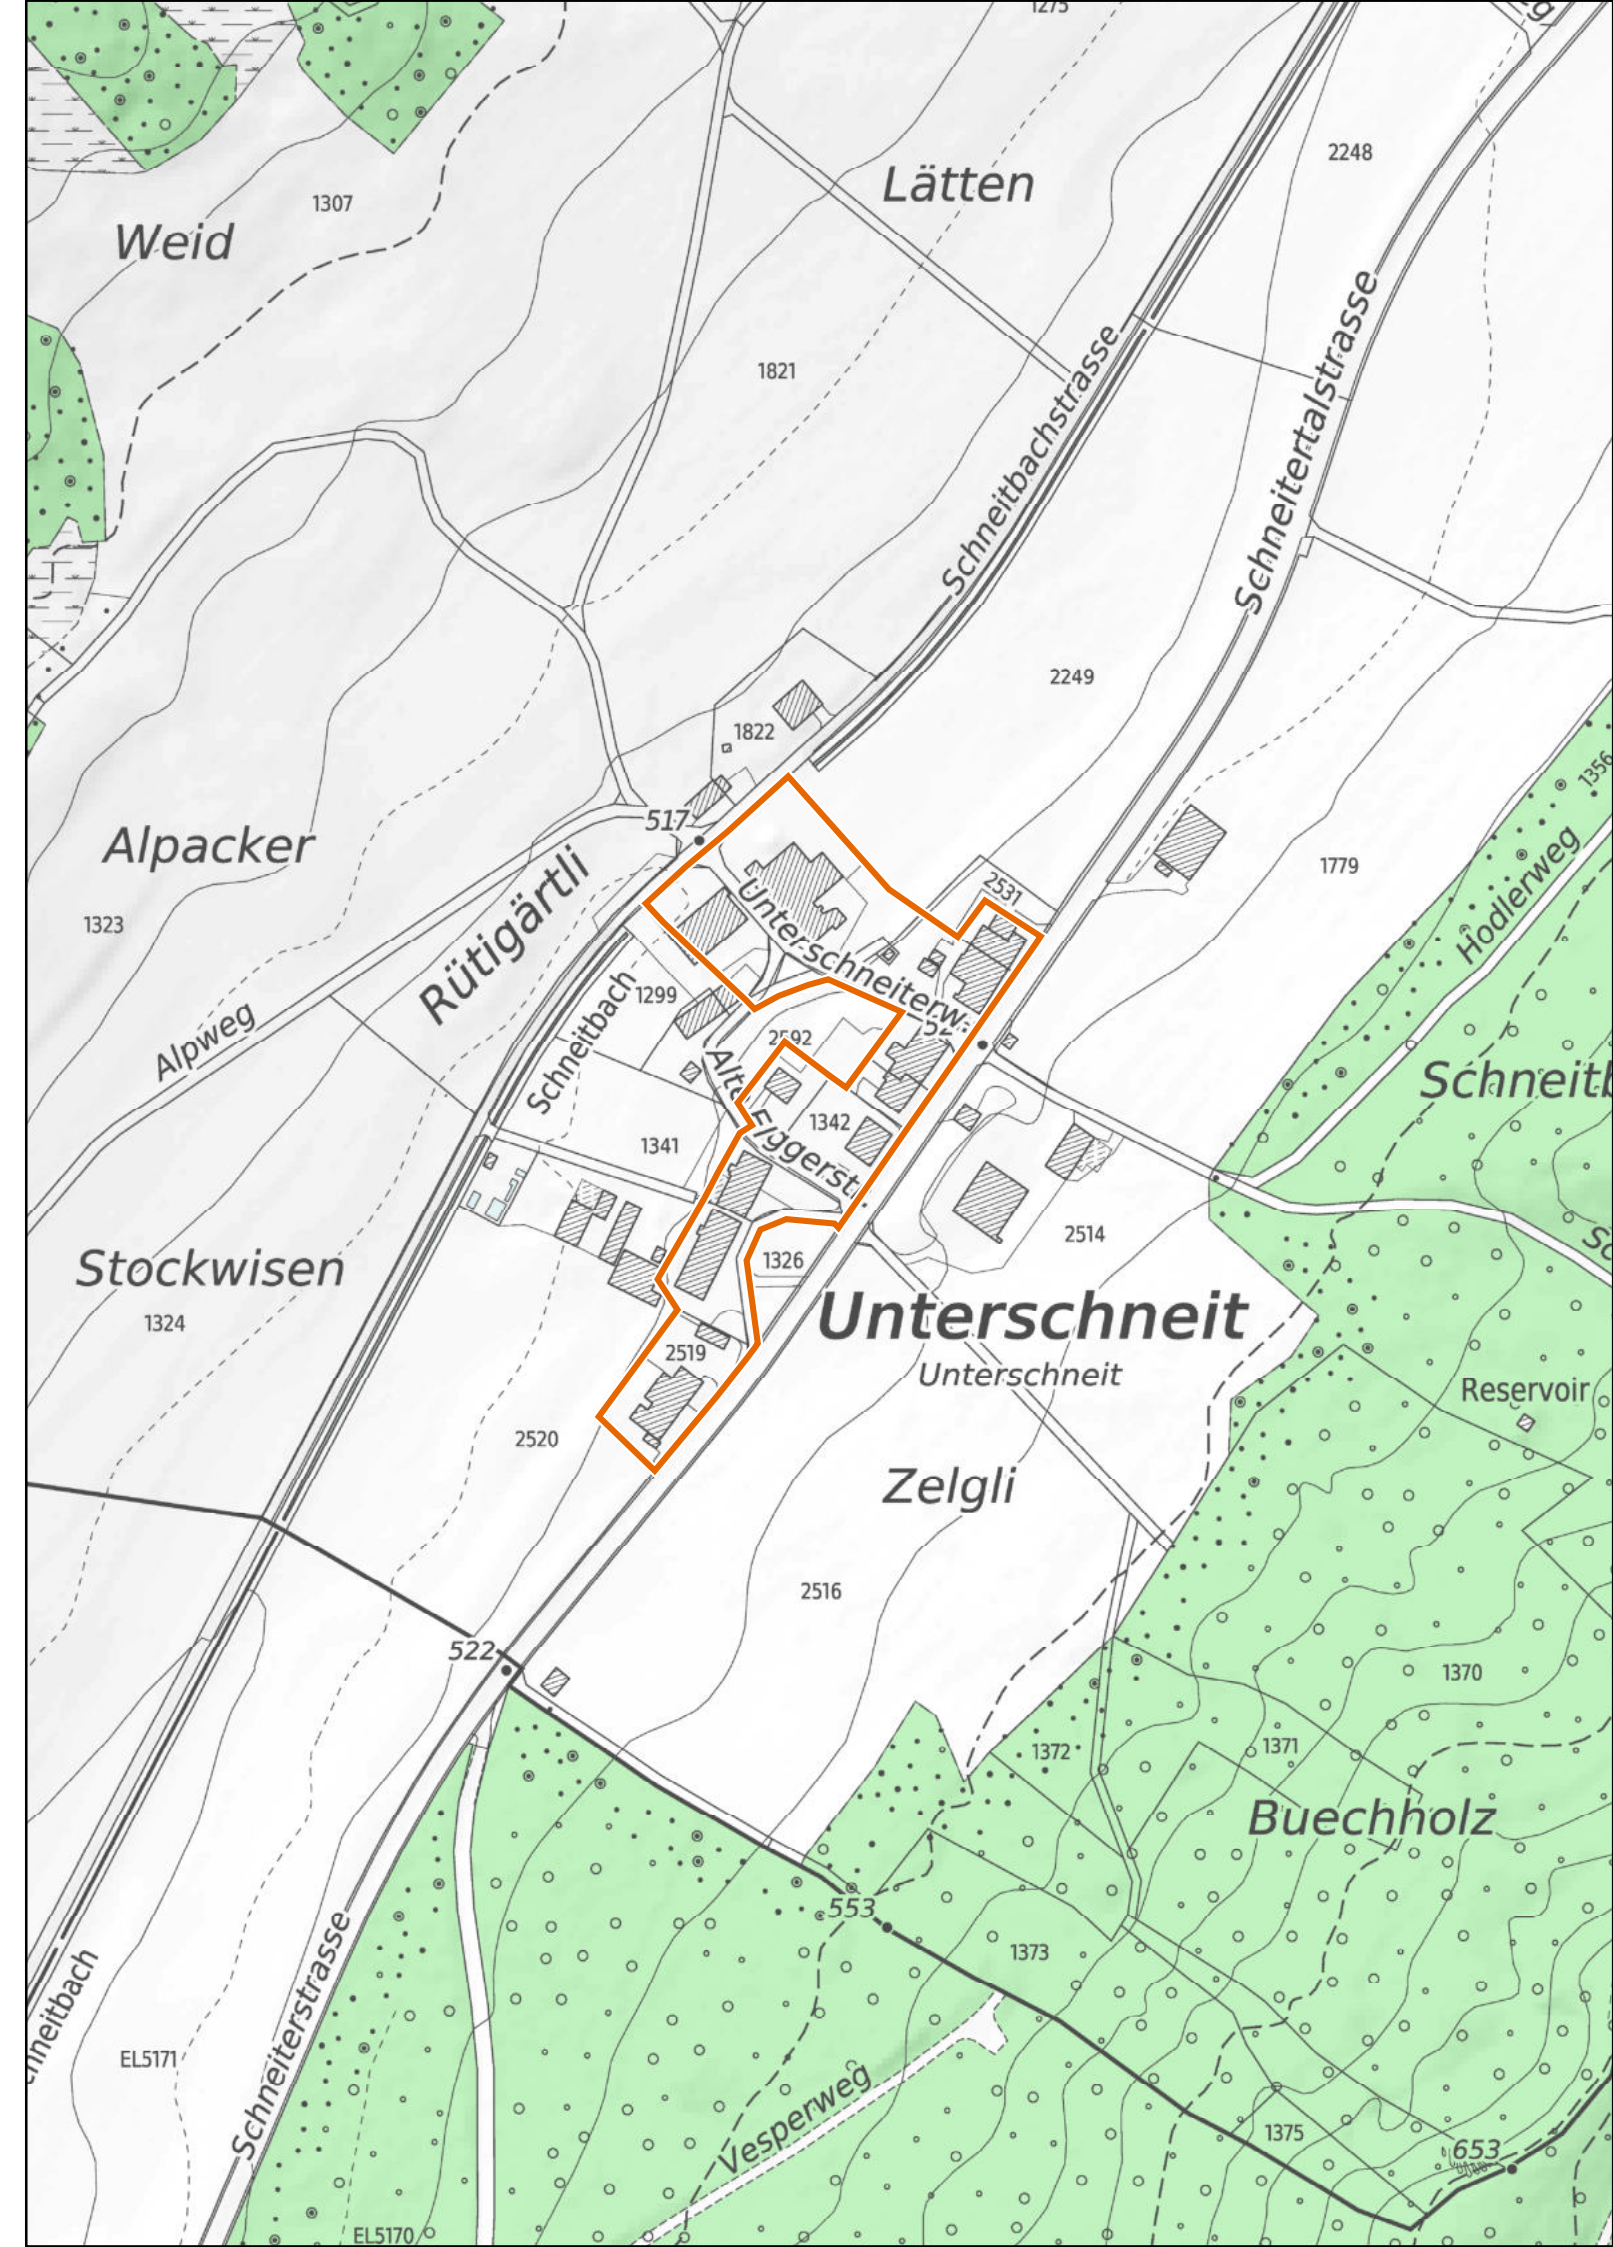 1275
2248
Lätten
1307
Weid
Schneitertalstrasse
Schneitbachstrasse
1821
2249
1822
1356
517
Alpacker
Rütigärtli
1779
Hodlerweg
2531
1323
Unterschneiterw.
Schneitbach
1299
Alpweg
2592
Alte
Schneitb
1342
Eggerst.
1341
2514
Stockwisen
1326
1324
Unterschneit
2519
Unterschneit
Reservoir
2520
Zelgli
2516
522
1370
1372
1371
Buechholz
553
1373
Schneiterstrasse
EL5171
Vesperweg
1375
653
EL5170